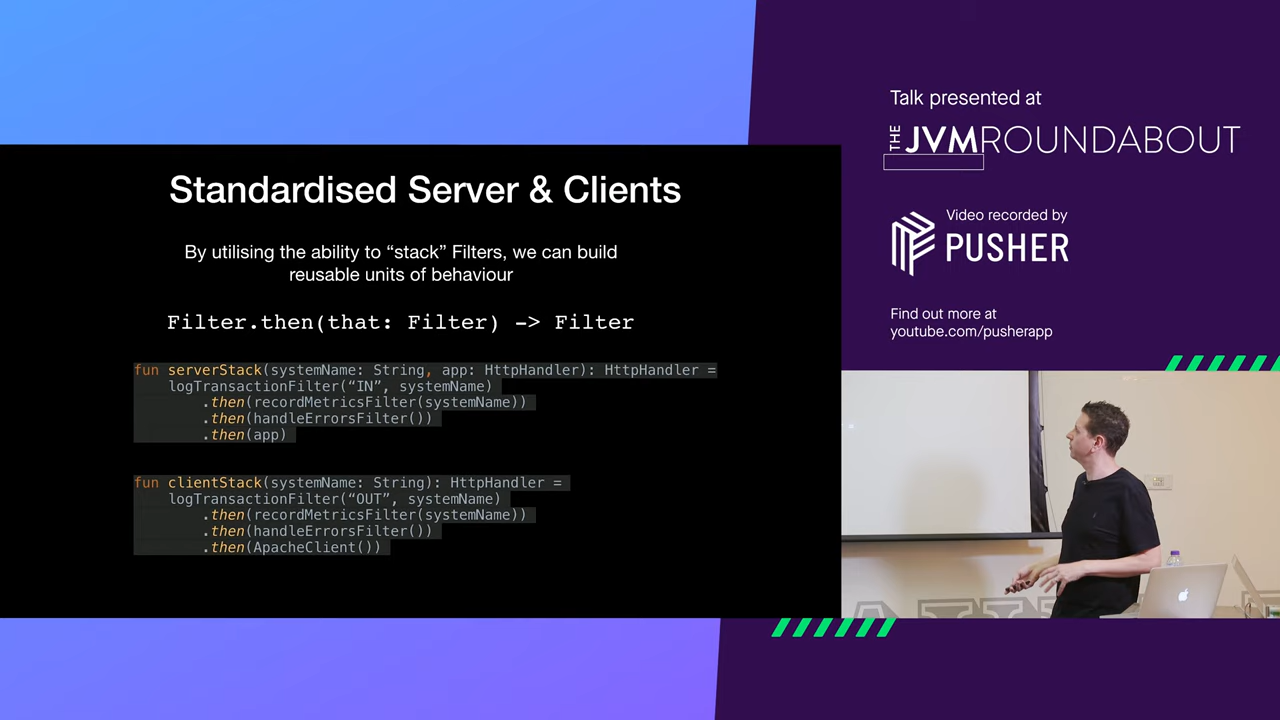 Standardised Server & Clients
By utilising the ability to “stack” Filters, we can build
reusable units of behaviour
Filter.then(that: Filter) -> Filter
fun serverStack(systemName: String, app: HttpHandler): HttpHandler =
logTransactionFilter(“IN”, systemName)
.then(recordMetricsFilter(systemName))
.then(handleErrorsFilter())
.then(app)
fun clientStack(systemName: String): HttpHandler =
logTransactionFilter(“OUT”, systemName)
.then(recordMetricsFilter(systemName))
.then(handleErrorsFilter())
.then(ApacheClient())
Talk presented at
THE JVMROUNDABOUT
Video recorded by
PUSHER
Find out more at
youtube.com/pusherapp